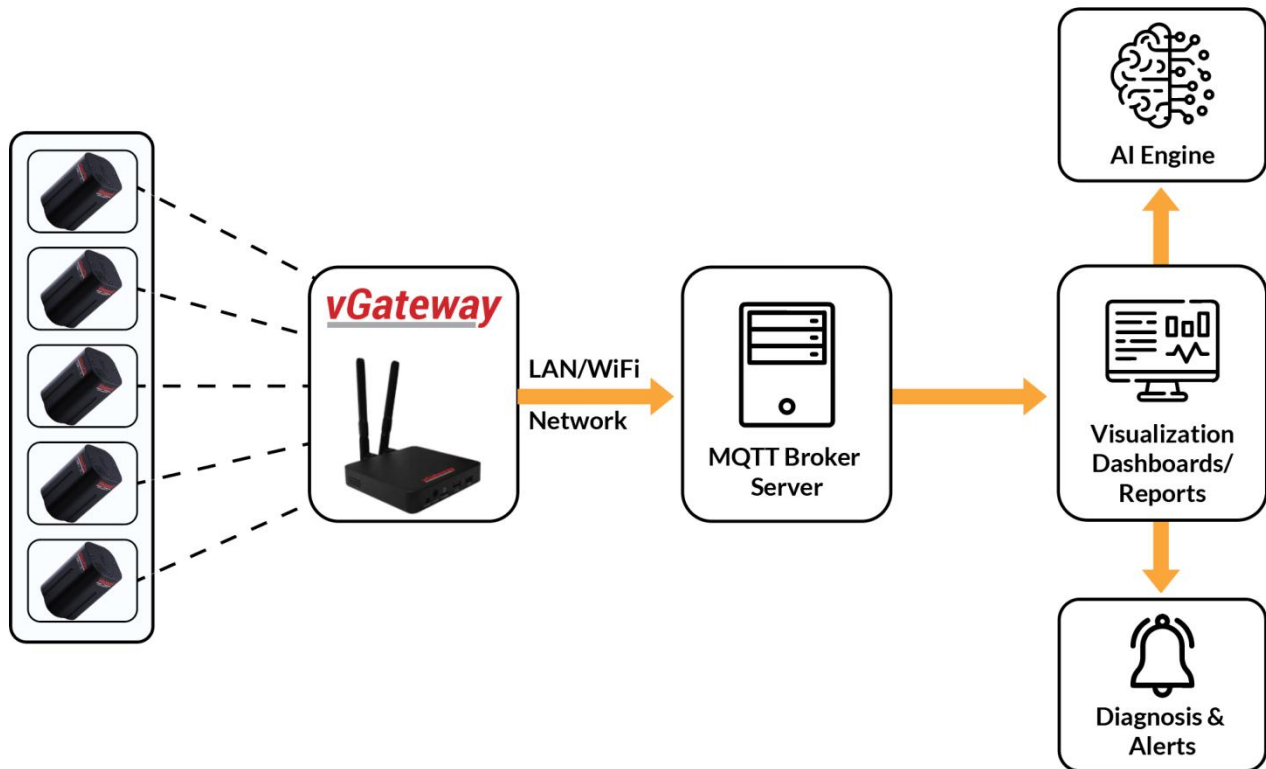 vGateway
LAN/WiFi
Network
MQTT Broker
Server
AI Engine
Visualization
Dashboards/
Reports
Diagnosis &
Alerts